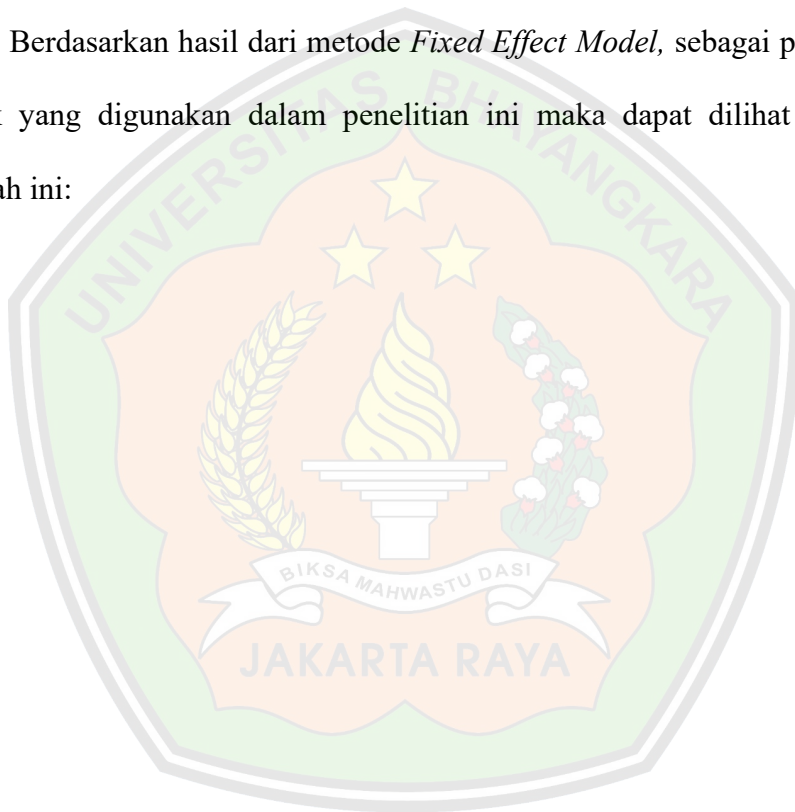 Berdasarkan hasil dari metode Fixed Effect Model, sebagai
yang digunakan dalam penelitian ini maka dapat dilihat
ini:
UNIVERSITAS BHAYANGKARA
BIKSA MAHWASTU DASI
JAKARTA RAYA